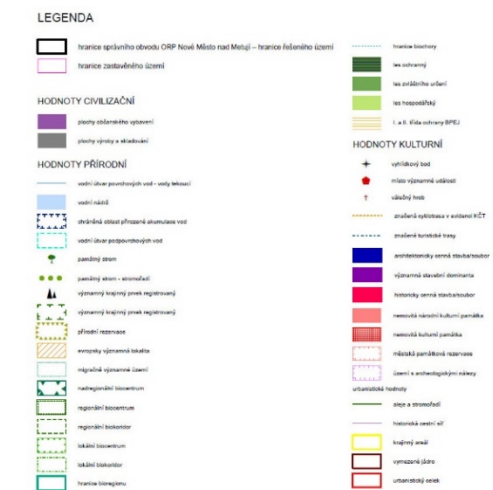 LEGENDA
hranice správního obvodu ORP Nové Město nad Metují – hranice řešeného území
hranice zastavěného území
HODNOTY CIVILIZAČNÍ
plochy občanského vybavení
plochy výroby a skladování
HODNOTY PŘÍRODNÍ
vodní útvar povrchových vod - vody tekoucí
vodní nádrž
chráněná oblast přirozené akumulace vod
vodní útvar podpovrchových vod
památný strom
památný strom - stromořadí
významný krajinný prvek registrovaný
významný krajinný prvek registrovaný
přírodní rezervace
evropsky významná lokalita
migračně významné území
nadregionální biocentrum
regionální biocentrum
regionální biokoridor
lokální biocentrum
lokální biokoridor
hranice bioregionu
hranice biochory
les ochranný
les zvláštního určení
les hospodářský
I. a II. třída ochrany BPEJ
HODNOTY KULTURNÍ
vyhlídkový bod
místo významné události
válečný hrob
značená cyklotrasa v evidenci KČT
značené turistické trasy
architektonicky cenná stavba/soubor
významná stavební dominanta
historicky cenná stavba/soubor
nemovitá národní kulturní památka
nemovitá kulturní památka
městská památková rezervace
území s archeologickými nálezy
urbanistické hodnoty
aleje a stromořadí
historická cestní síť
krajinný areál
vymezené jádro
urbanistický celek